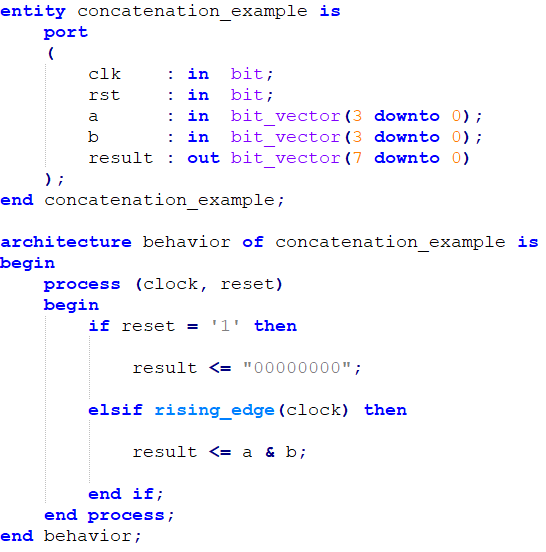 entity concatenation_example is
    port
    (
        clk    : in  bit;
        rst    : in  bit;
        a      : in  bit_vector(3 downto 0);
        b      : in  bit_vector(3 downto 0);
        result : out bit_vector(7 downto 0)
    );
end concatenation_example;

architecture behavior of concatenation_example is
begin
    process (clock, reset)
    begin
        if reset = '1' then

            result <= "00000000";

        elsif rising_edge(clock) then

            result <= a & b;

        end if;
    end process;
end behavior;